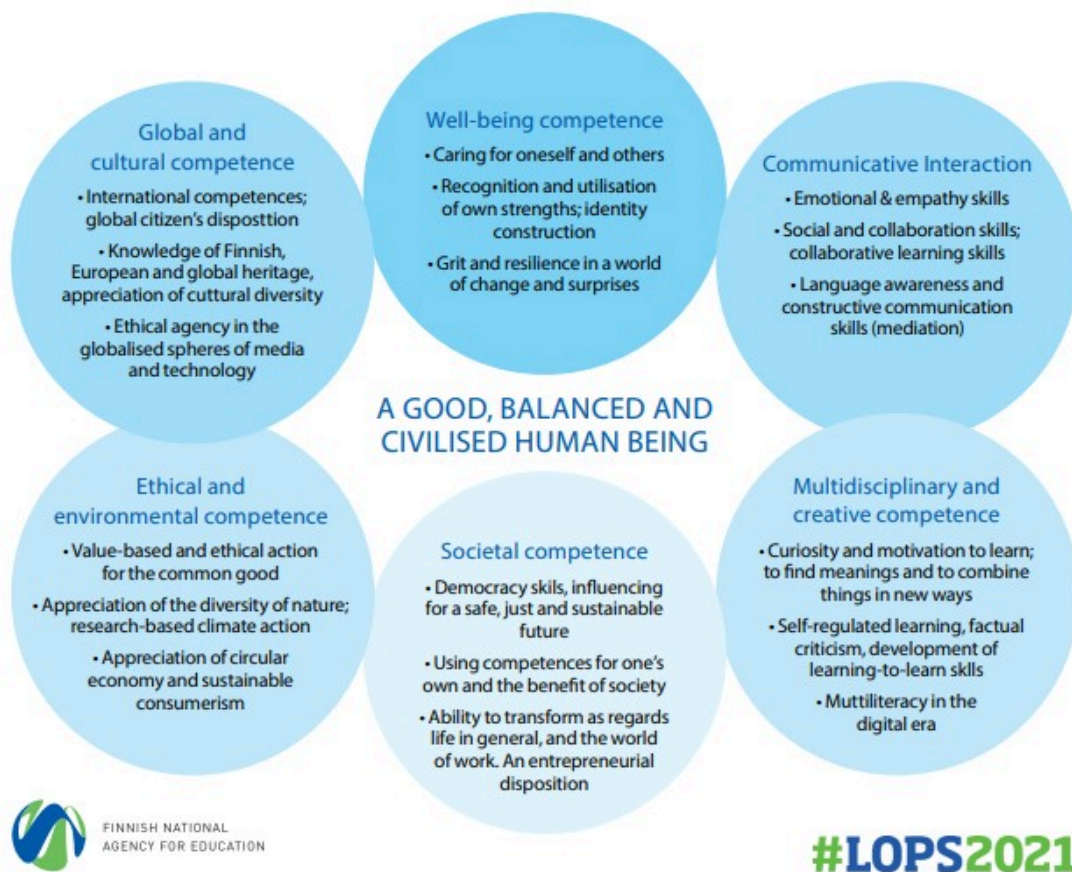 Global and
cultural competence
• International competences;
global citizen's disposttion
• Knowledge of Finnish,
European and global heritage,
appreciation of cuttural diversity
• Ethical agency in the
globalised spheres of media
and technology
Well-being competence
• Caring for oneself and others
• Recognition and utilisation
of own strengths; identity
construction
• Grit and resilience in a world
of change and surprises
Communicative Interaction
• Emotional & empathy skills
• Social and collaboration skills;
collaborative learning skills
• Language awareness and
constructive communication
skills (mediation)
A GOOD, BALANCED AND
CIVILISED HUMAN BEING
Ethical and
environmental competence
• Value-based and ethical action
for the common good
• Appreciation of the diversity of nature;
research-based climate action
• Appreciation of circular
economy and sustainable
consumerism
Societal competence
• Democracy skils, influencing
for a safe, just and sustainable
future
• Using competences for one's
own and the benefit of society
• Ability to transform as regards
life in general, and the world
of work. An entrepreneurial
disposition
Multidisciplinary and
creative competence
• Curiosity and motivation to learn;
to find meanings and to combine
things in new ways
• Self-regulated learning, factual
criticism, development of
learning-to-learn sklls
• Muttiliteracy in the
digital era
FINNISH NATIONAL
AGENCY FOR EDUCATION
#LOPS2021